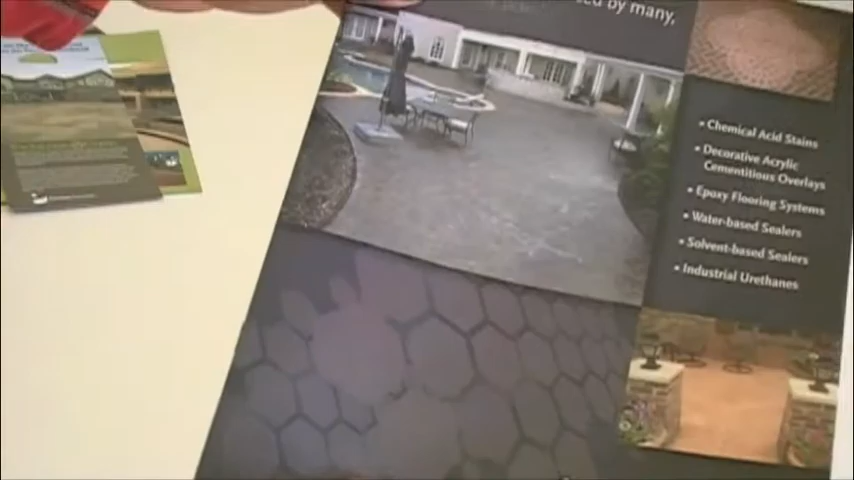 ed by many,
• Chemical Acid Stains
• Decorative Acrylic
Cementitious Overlays
• Epoxy Flooring Systems
• Water-based Sealers
• Solvent-based Sealers
• Industrial Urethanes